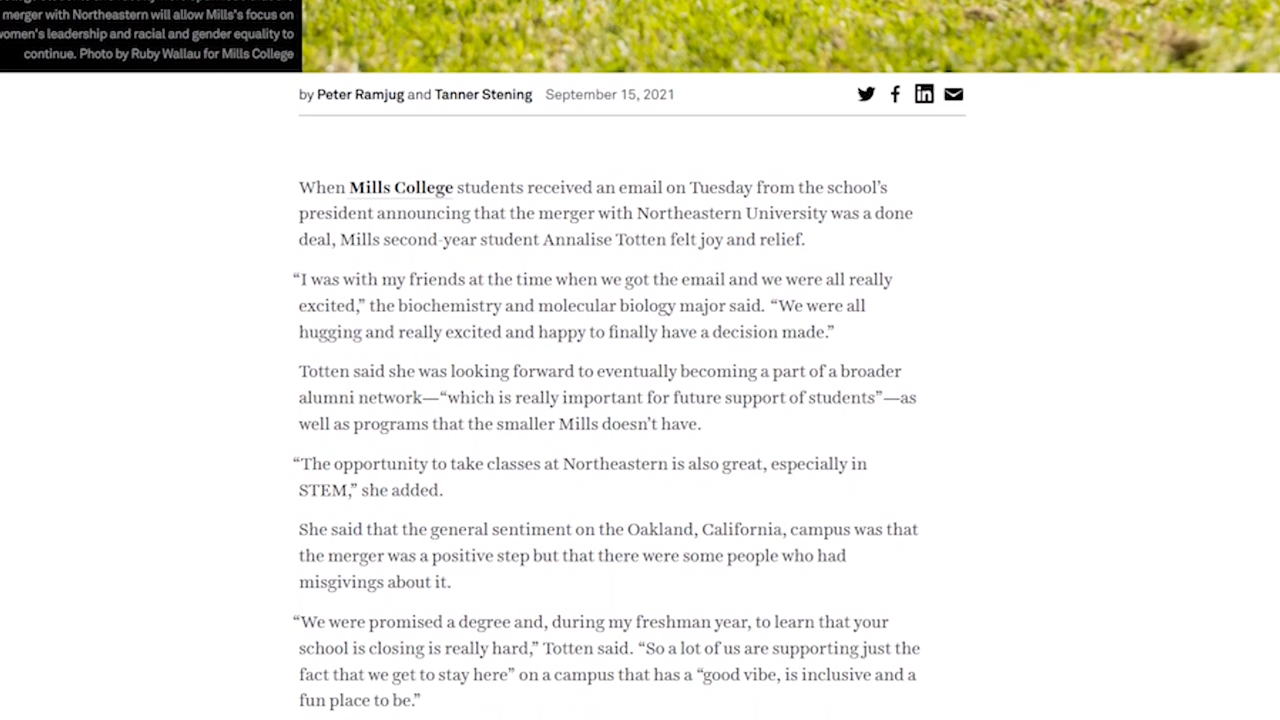 merger with Northeastern will allow Mills's focus on
women's leadership and racial and gender equality to
continue. Photo by Ruby Wallau for Mills College
by Peter Ramjug and Tanner Stening September 15, 2021
When Mills College students received an email on Tuesday from the school’s
president announcing that the merger with Northeastern University was a done
deal, Mills second-year student Annalise Totten felt joy and relief.
“I was with my friends at the time when we got the email and we were all really
excited,” the biochemistry and molecular biology major said. “We were all
hugging and really excited and happy to finally have a decision made.”
Totten said she was looking forward to eventually becoming a part of a broader
alumni network—“which is really important for future support of students”—as
well as programs that the smaller Mills doesn’t have.
“The opportunity to take classes at Northeastern is also great, especially in
STEM,” she added.
She said that the general sentiment on the Oakland, California, campus was that
the merger was a positive step but that there were some people who had
misgivings about it.
“We were promised a degree and, during my freshman year, to learn that your
school is closing is really hard,” Totten said. “So a lot of us are supporting just the
fact that we get to stay here” on a campus that has a “good vibe, is inclusive and a
fun place to be.”